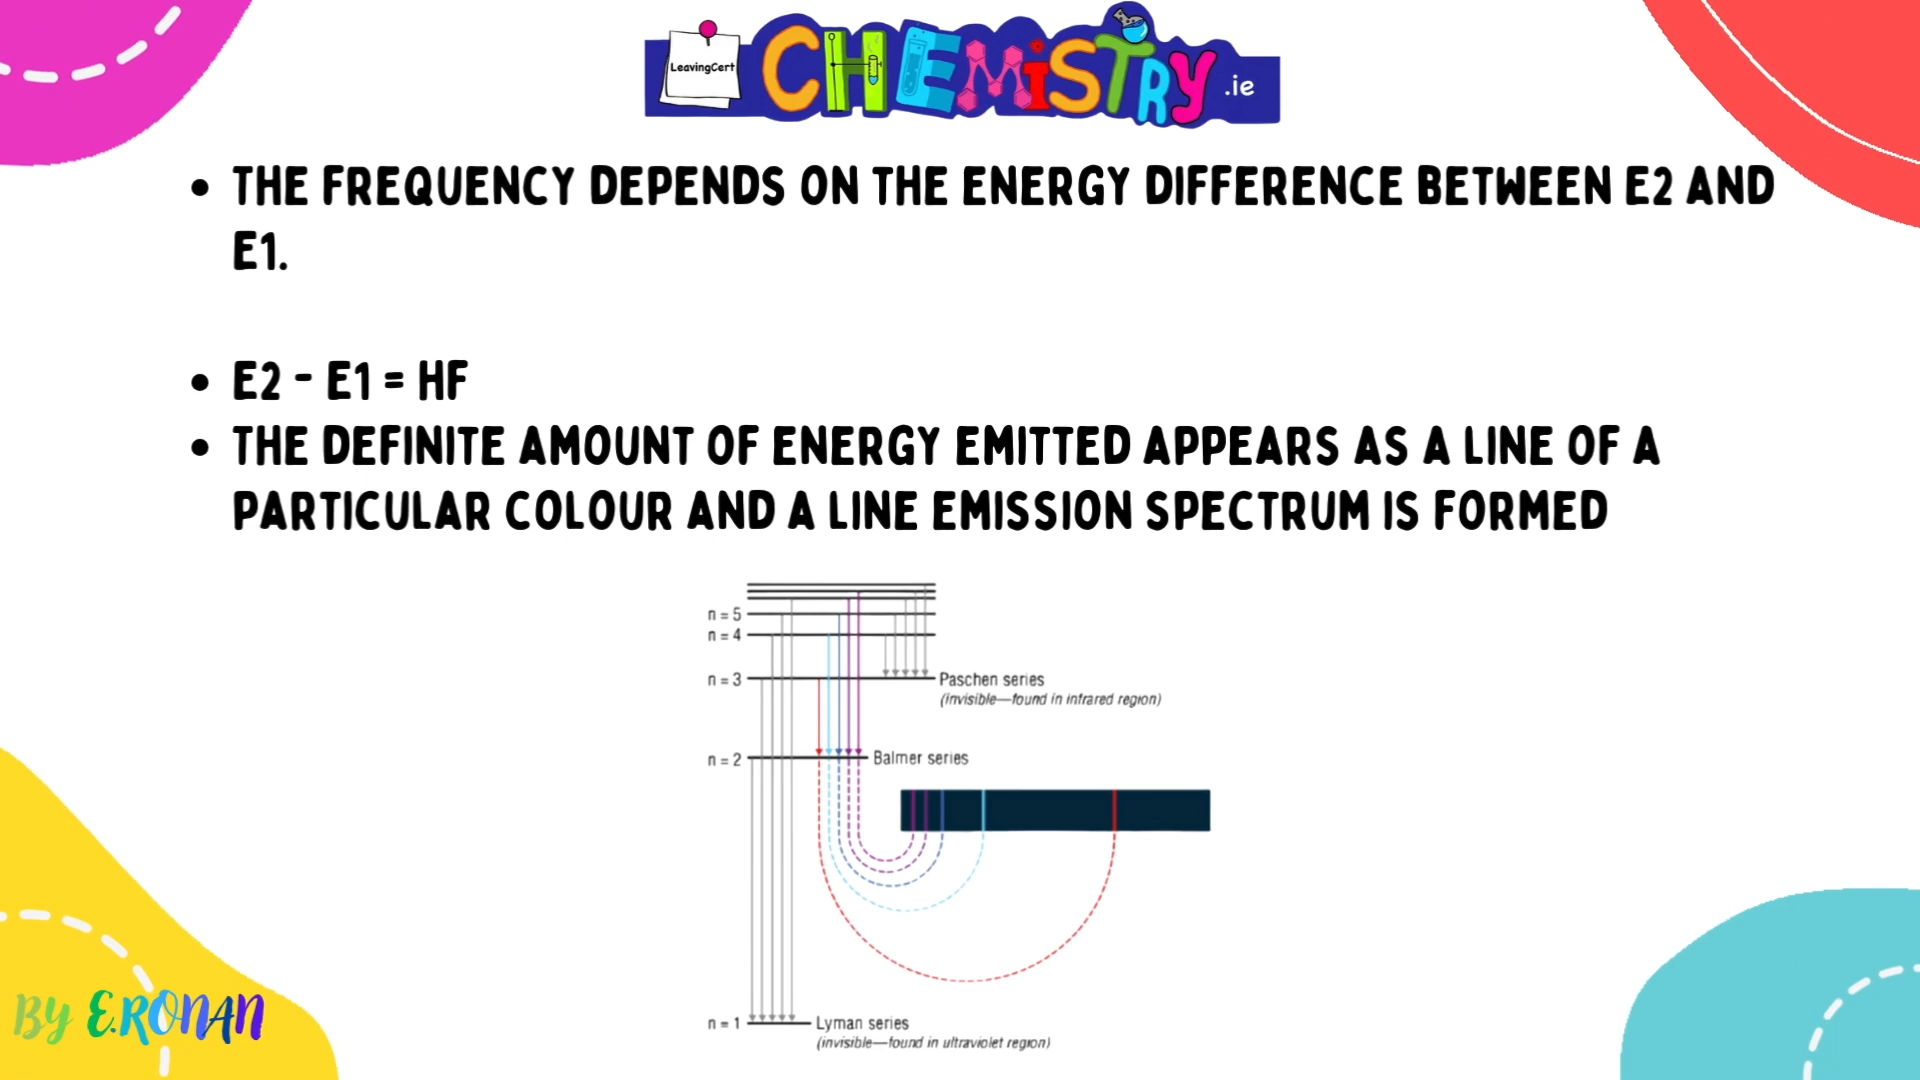 LeavingCert CHEMiSTRY .ie
THE FREQUENCY DEPENDS ON THE ENERGY DIFFERENCE BETWEEN E2 AND
E1.
E2 - E1 = HF
THE DEFINITE AMOUNT OF ENERGY EMITTED APPEARS AS A LINE OF A
PARTICULAR COLOUR AND A LINE EMISSION SPECTRUM IS FORMED
n = 5
n = 4
n = 3
Paschen series
(invisible—found in infrared region)
n = 2
Balmer series
n = 1
Lyman series
(invisible—found in ultraviolet region)
By E.RONAN